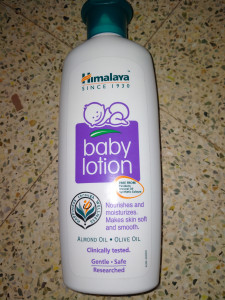 Himalaya
SINCE 1930
baby
lotion
Nourishes and
moisturizes.
Makes skin soft
and smooth.
ALMOND OIL • OLIVE OIL
Clinically tested.
Gentle • Safe
Researched